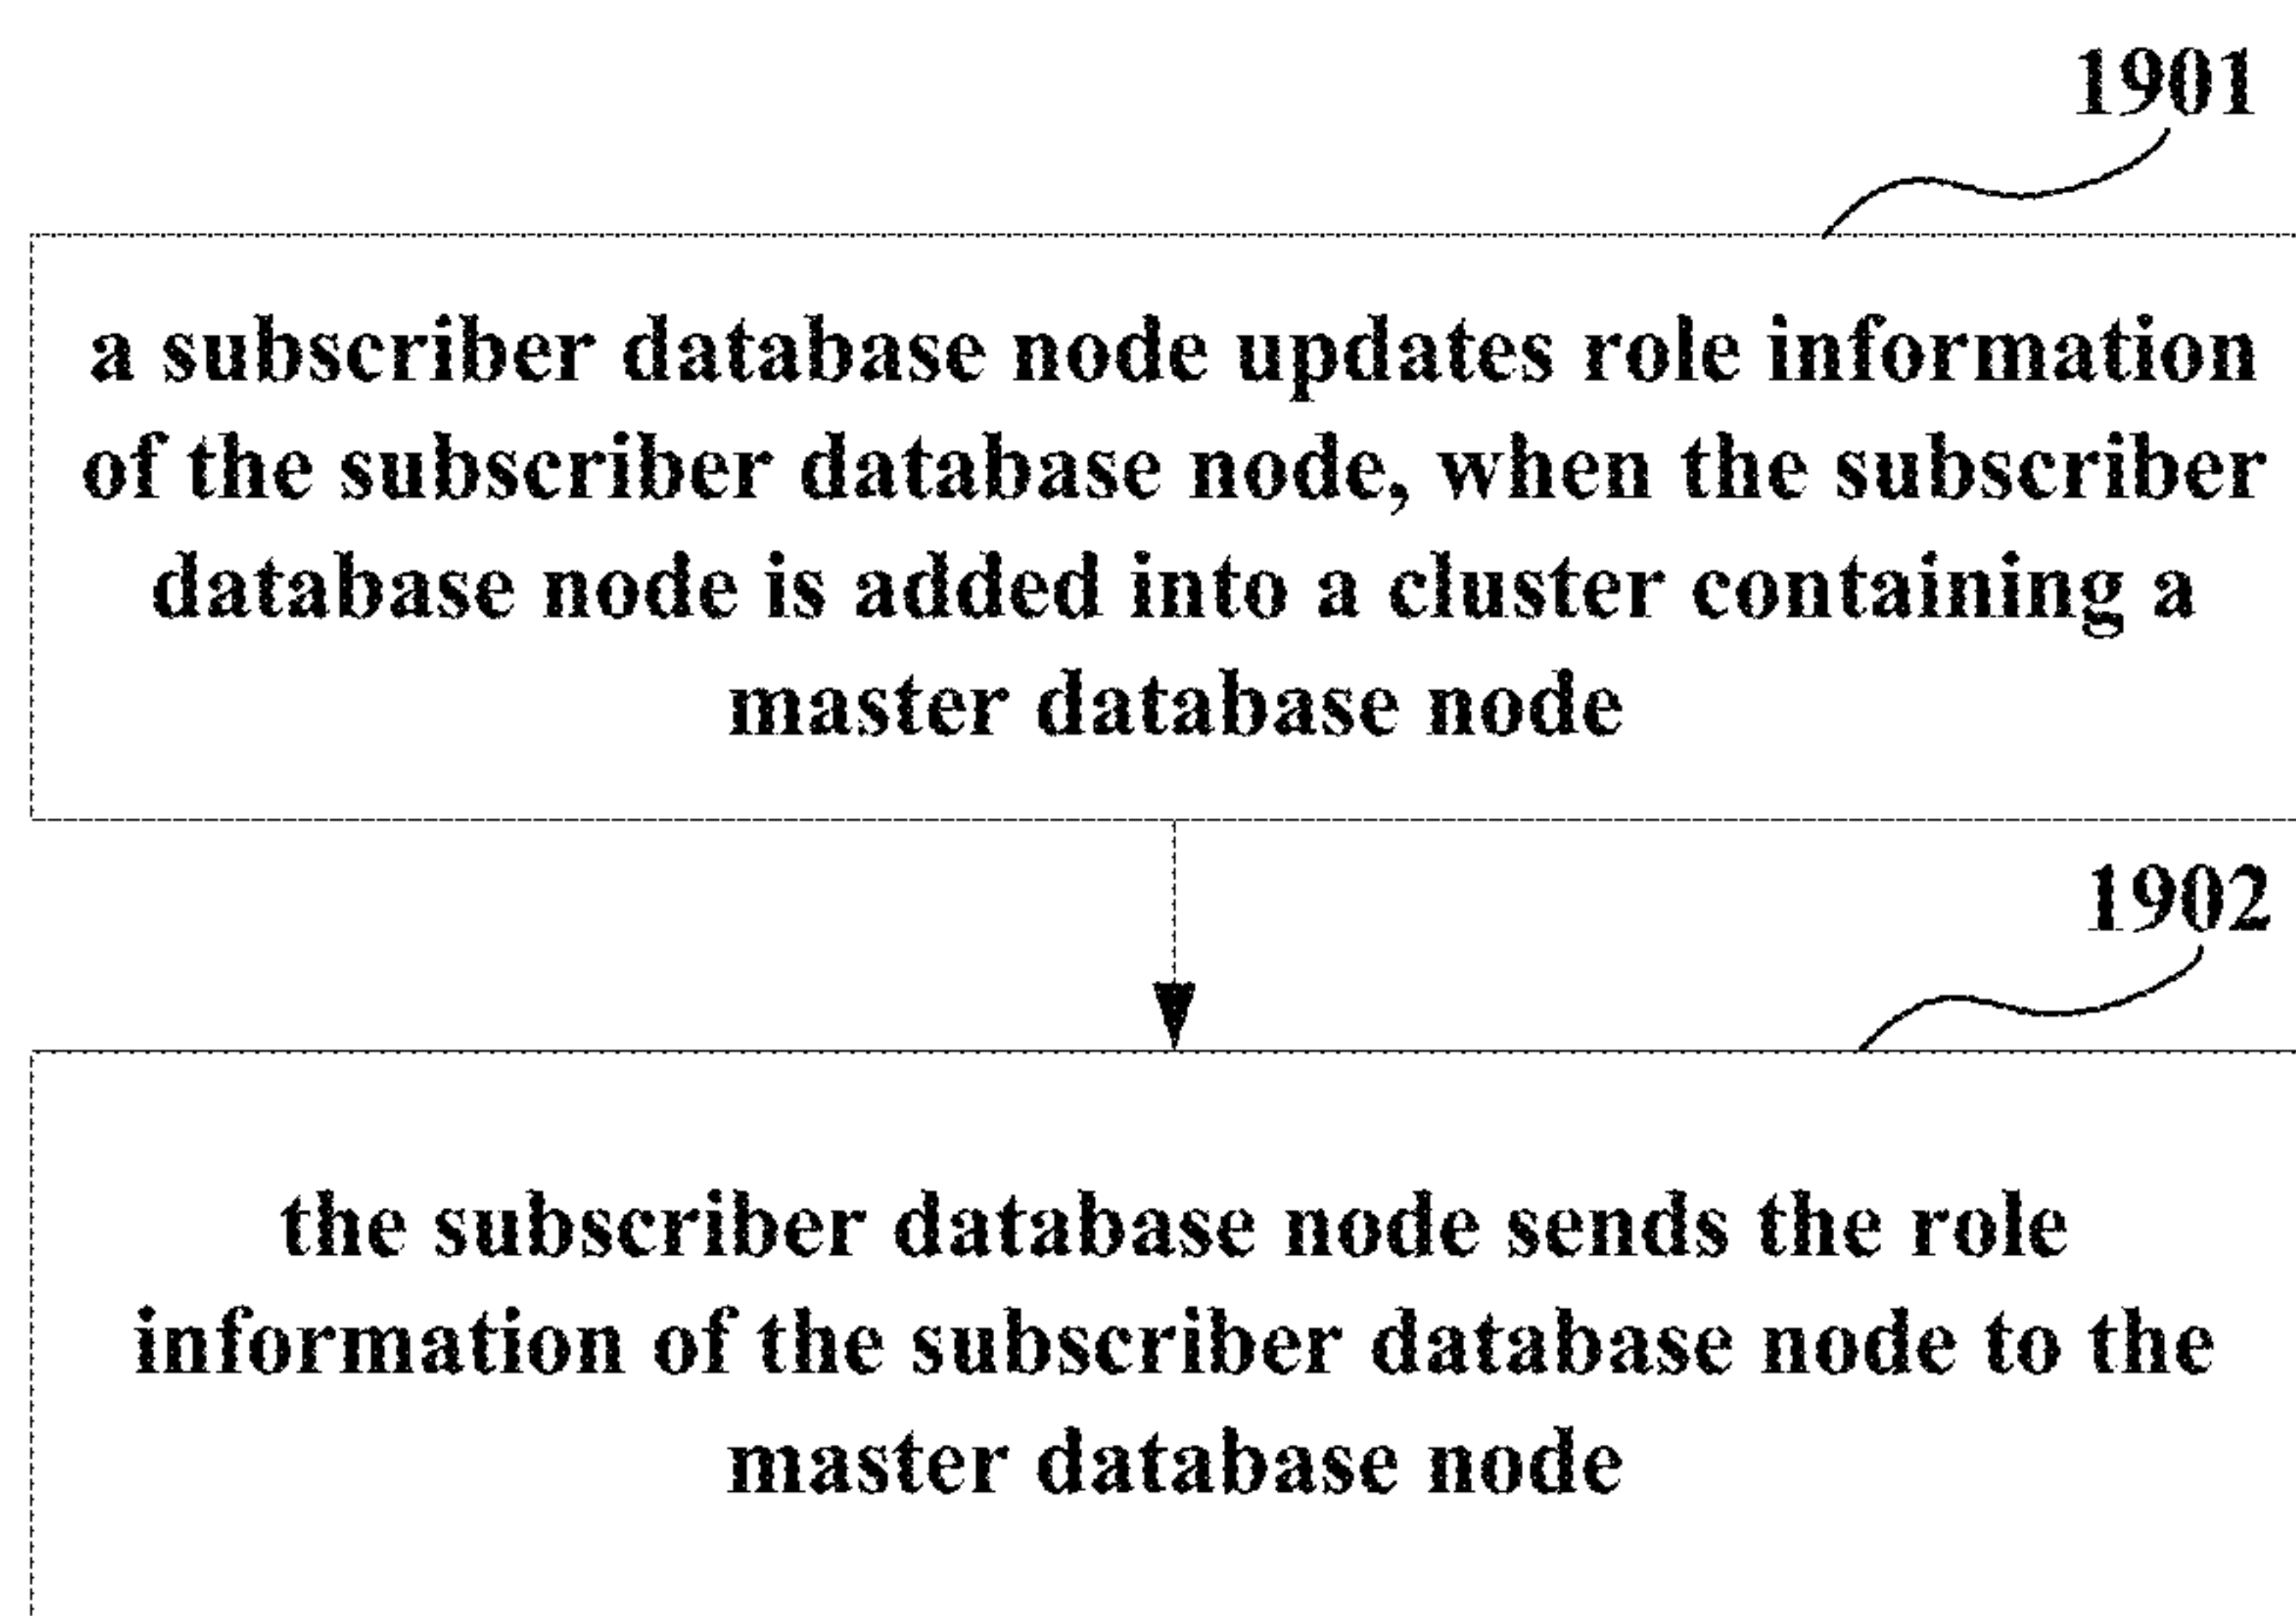 1901
a subscriber database node updates role information
of the subscriber database node, when the subscriber
database node is added into a cluster containing a
master database node
1902
the subscriber database node sends the role
information of the subscriber database node to the
master database node